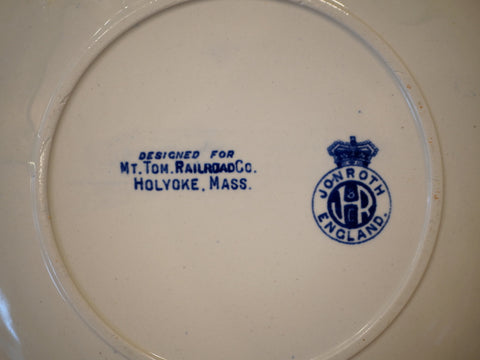 DESIGNED FOR
MT. TOM. RAILROAD CO.
HOLYOKE, MASS.
JONROTH
ENGLAND.